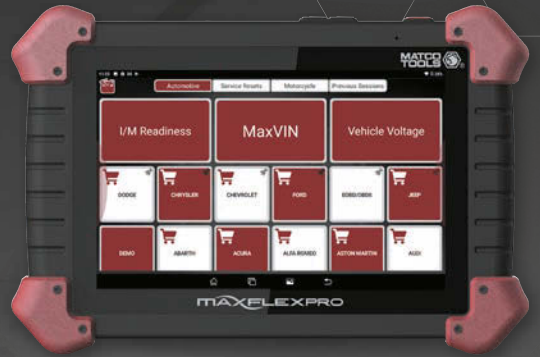 MATCO
TOOLS
Automotive Service Resets Motorcycle Previous Sessions
I/M Readiness MaxVIN Vehicle Voltage
DODGE CHRYSLER CHEVROLET FORD EOBD/OBDII JEEP
DEMO ABARTH ACURA ALFA ROMEO ASTON MARTIN AUDI
MAXFLEXPRO